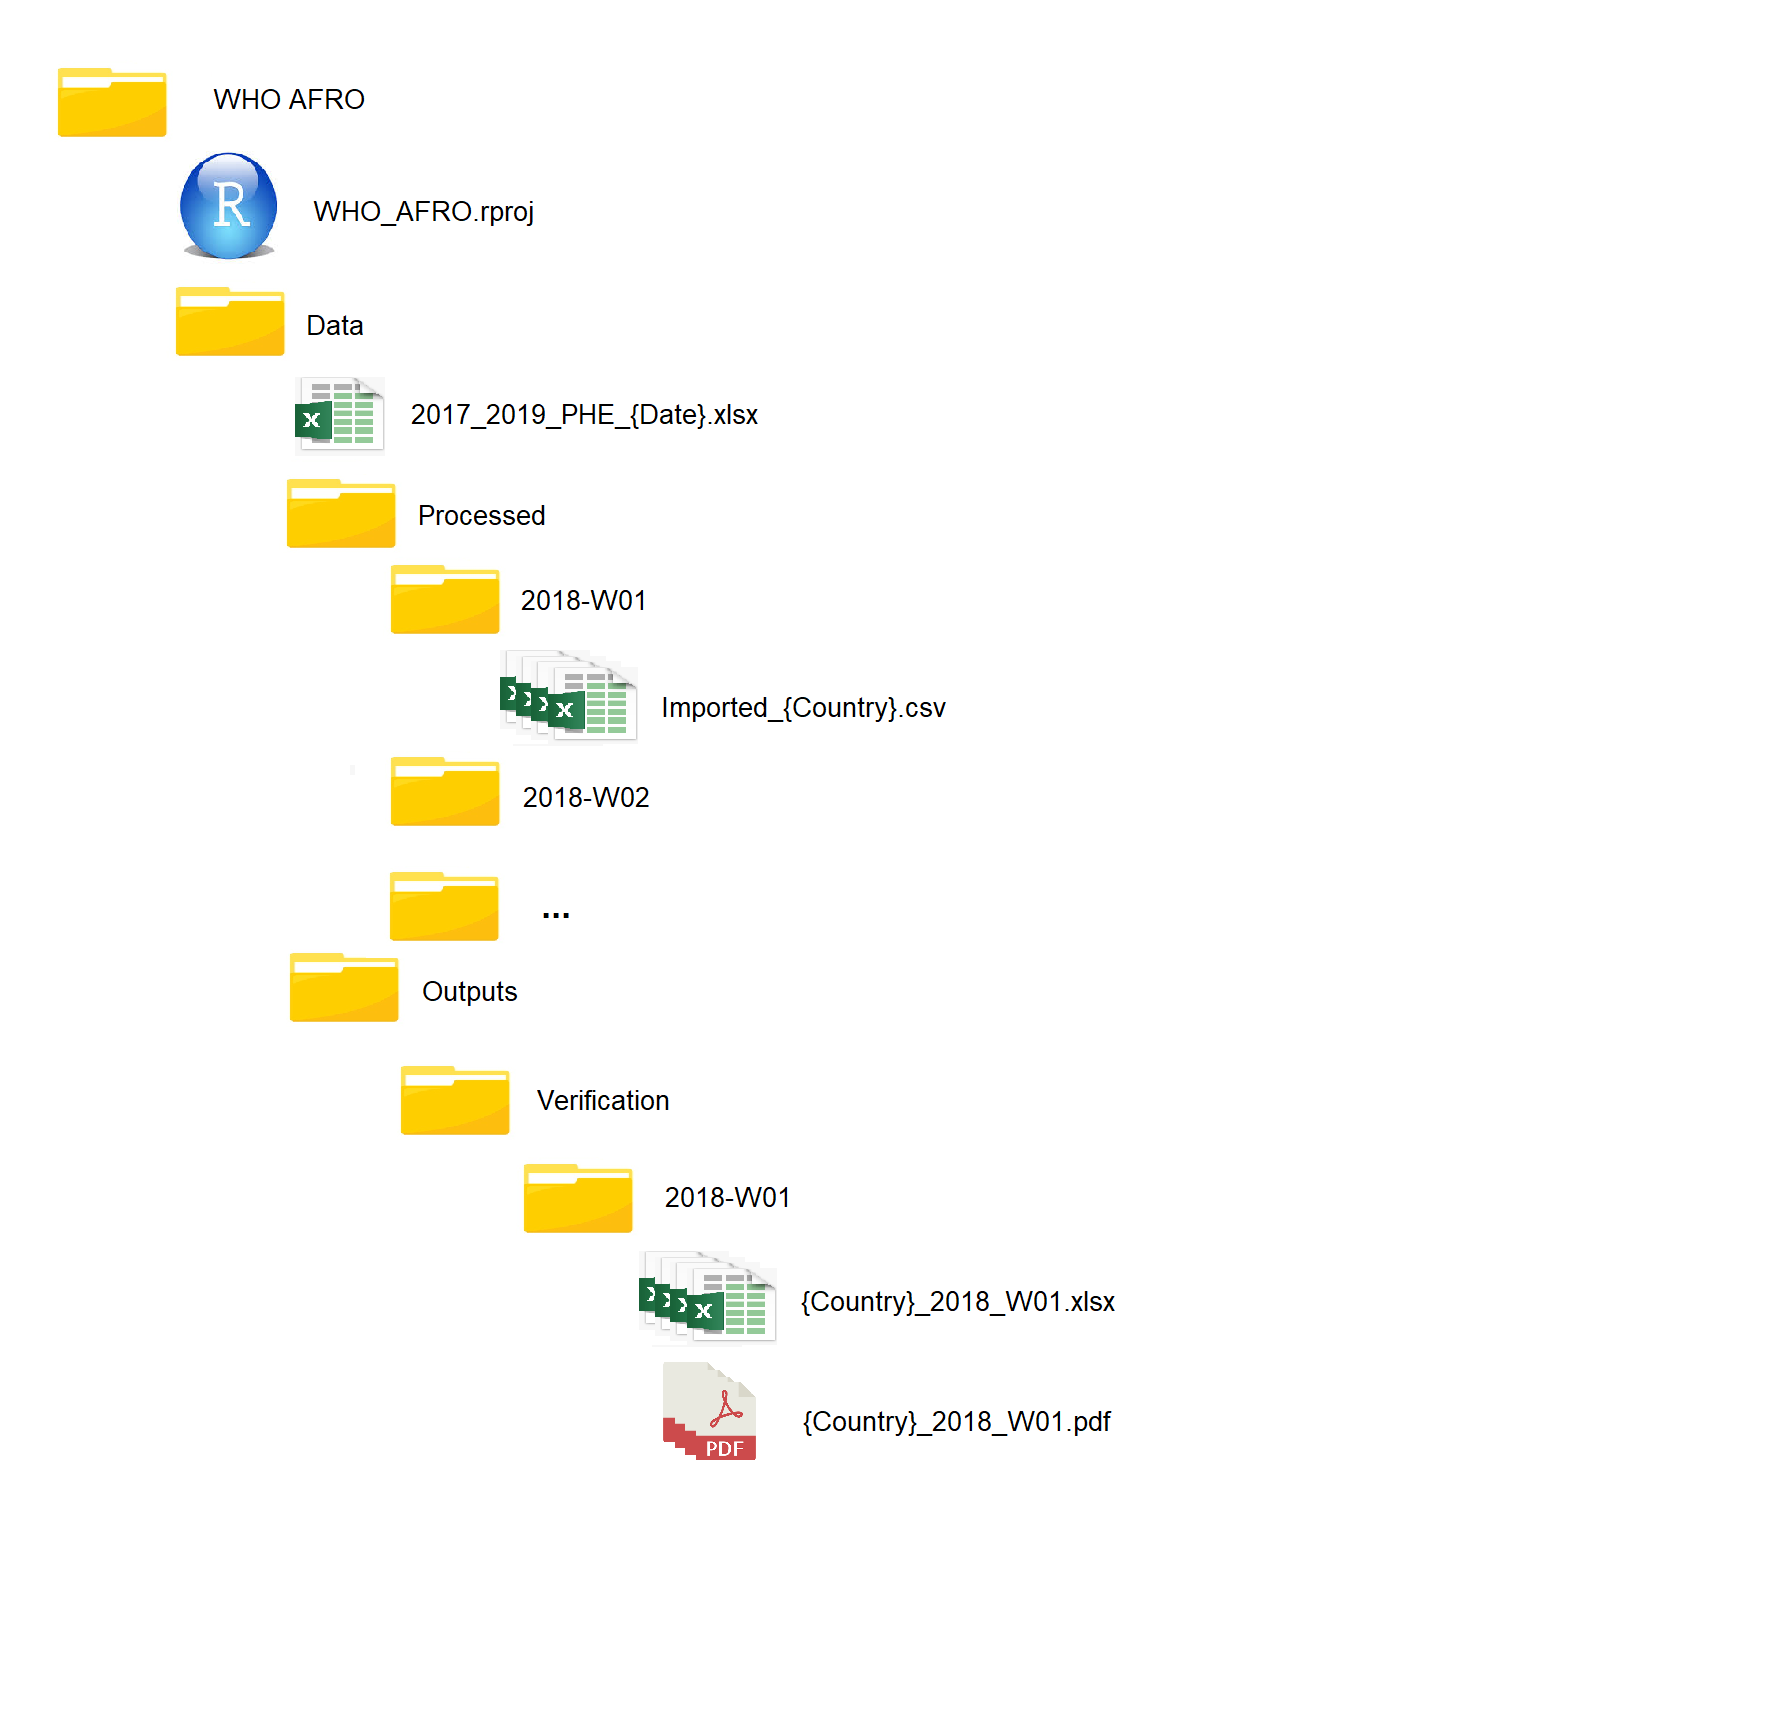 WHO AFRO
R
WHO_AFRO.rproj
Data
X
2017_2019_PHE_{Date}.xlsx
Processed
2018-W01
X X X X
Imported_{Country}.csv
2018-W02
...
Outputs
Verification
2018-W01
X X X X
{Country}_2018_W01.xlsx
PDF
{Country}_2018_W01.pdf